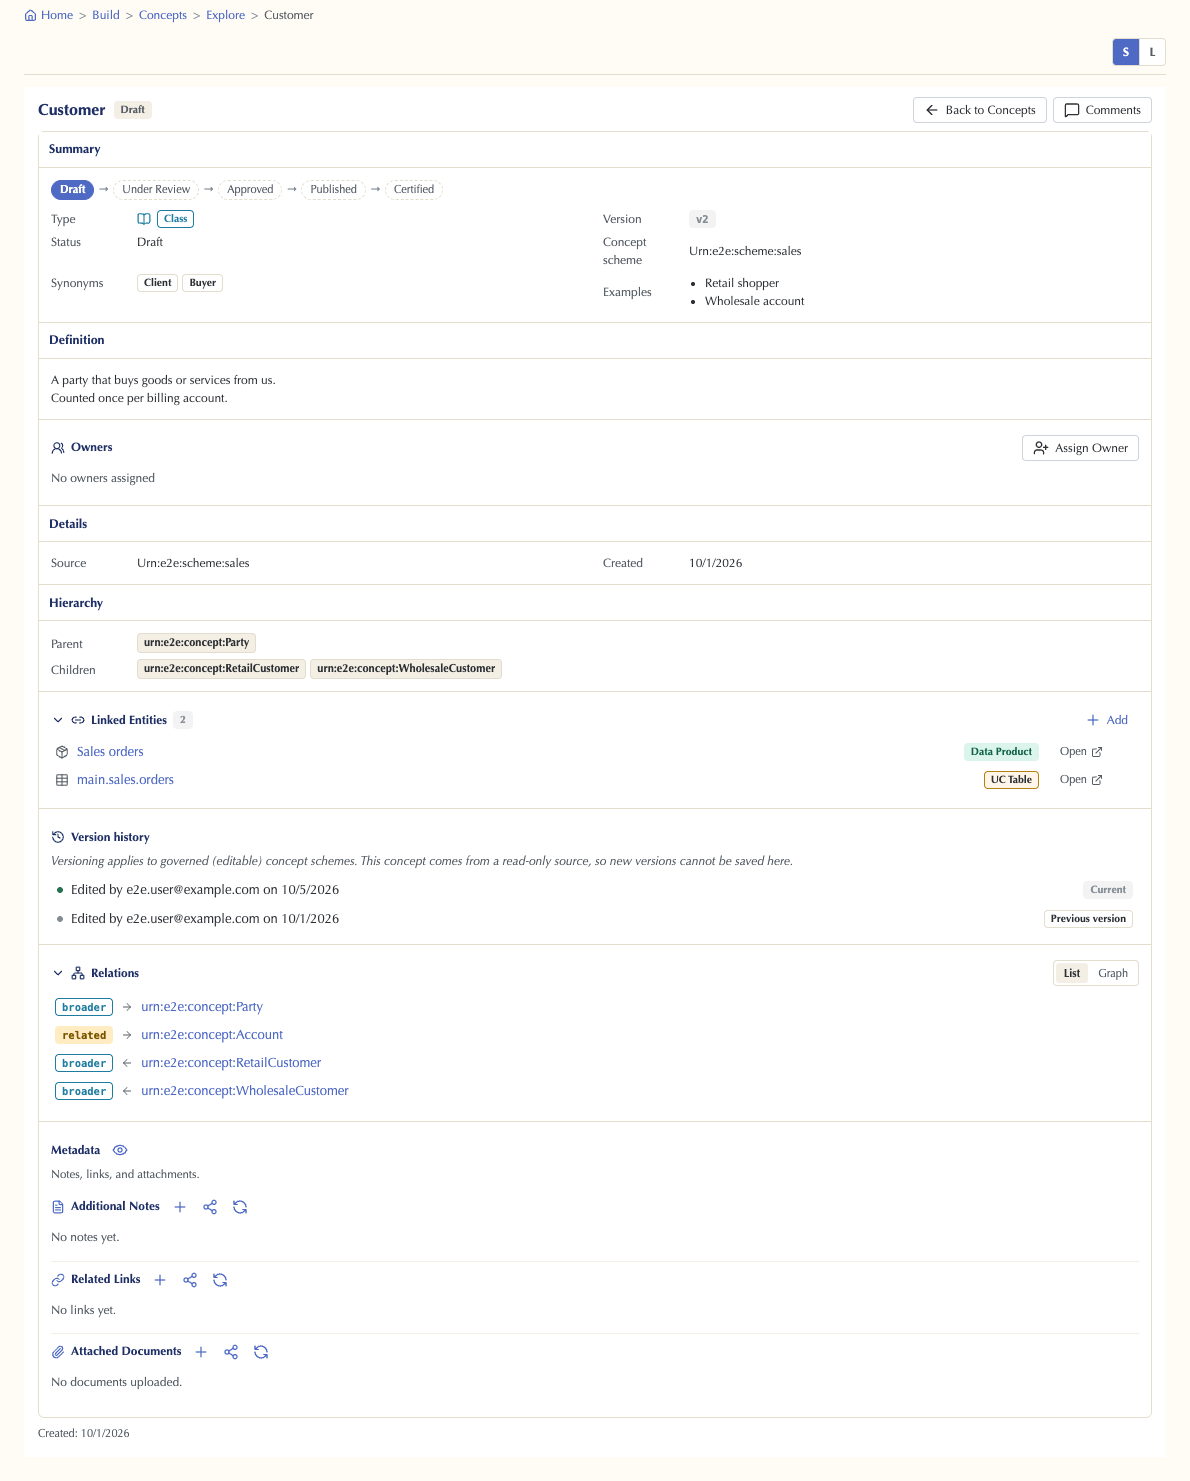 Home > Build > Concepts > Explore > Customer
S L
Customer Draft
Back to Concepts Comments
Summary
Draft → Under Review → Approved → Published → Certified
Type Class Version v2
Status Draft Concept scheme Urn:e2e:scheme:sales
Synonyms Client Buyer Examples
• Retail shopper
• Wholesale account
Definition
A party that buys goods or services from us.
Counted once per billing account.
Owners Assign Owner
No owners assigned
Details
Source Urn:e2e:scheme:sales Created 10/1/2026
Hierarchy
Parent urn:e2e:concept:Party
Children urn:e2e:concept:RetailCustomer urn:e2e:concept:WholesaleCustomer
Linked Entities 2 Add
Sales orders Data Product Open
main.sales.orders UC Table Open
Version history
Versioning applies to governed (editable) concept schemes. This concept comes from a read-only source, so new versions cannot be saved here.
Edited by e2e.user@example.com on 10/5/2026 Current
Edited by e2e.user@example.com on 10/1/2026 Previous version
Relations List Graph
broader → urn:e2e:concept:Party
related → urn:e2e:concept:Account
broader ← urn:e2e:concept:RetailCustomer
broader ← urn:e2e:concept:WholesaleCustomer
Metadata
Notes, links, and attachments.
Additional Notes
No notes yet.
Related Links
No links yet.
Attached Documents
No documents uploaded.
Created: 10/1/2026